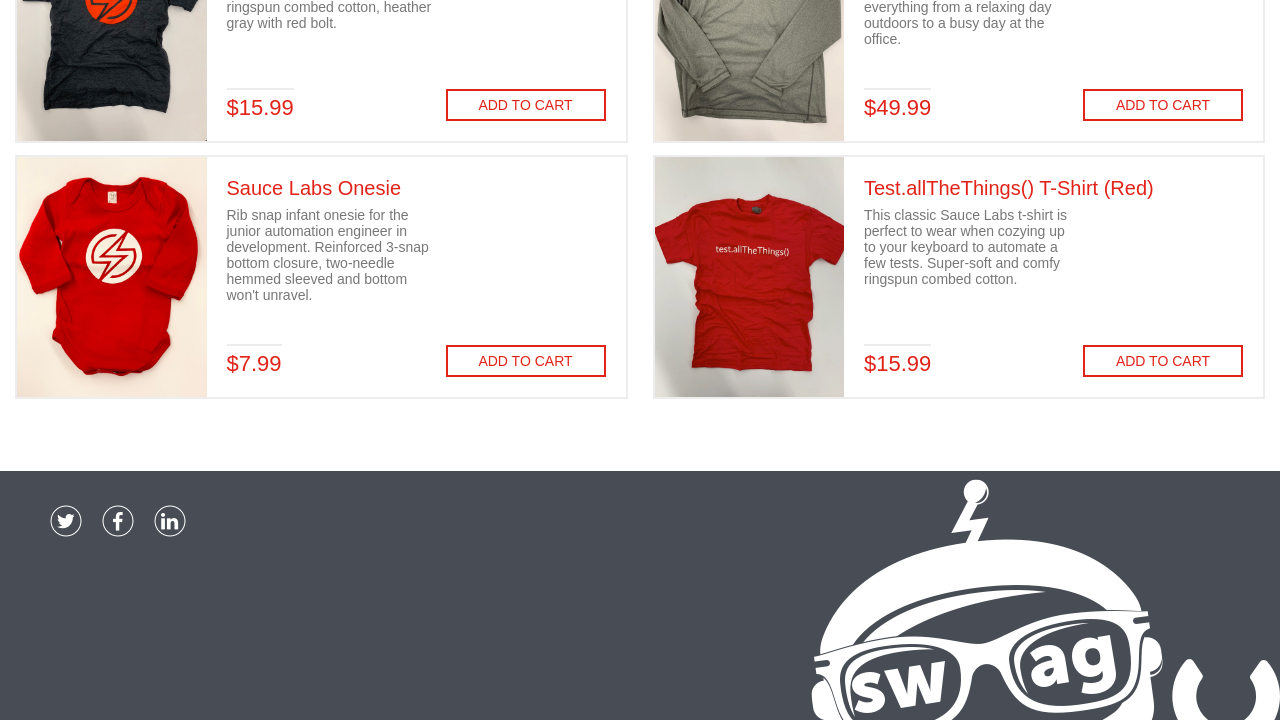 ringspun combed cotton, heather
gray with red bolt.
$15.99
ADD TO CART
everything from a relaxing day
outdoors to a busy day at the
office.
$49.99
ADD TO CART
Sauce Labs Onesie
Rib snap infant onesie for the
junior automation engineer in
development. Reinforced 3-snap
bottom closure, two-needle
hemmed sleeved and bottom
won't unravel.
$7.99
ADD TO CART
test.allTheThings()
Test.allTheThings() T-Shirt (Red)
This classic Sauce Labs t-shirt is
perfect to wear when cozying up
to your keyboard to automate a
few tests. Super-soft and comfy
ringspun combed cotton.
$15.99
ADD TO CART
swag